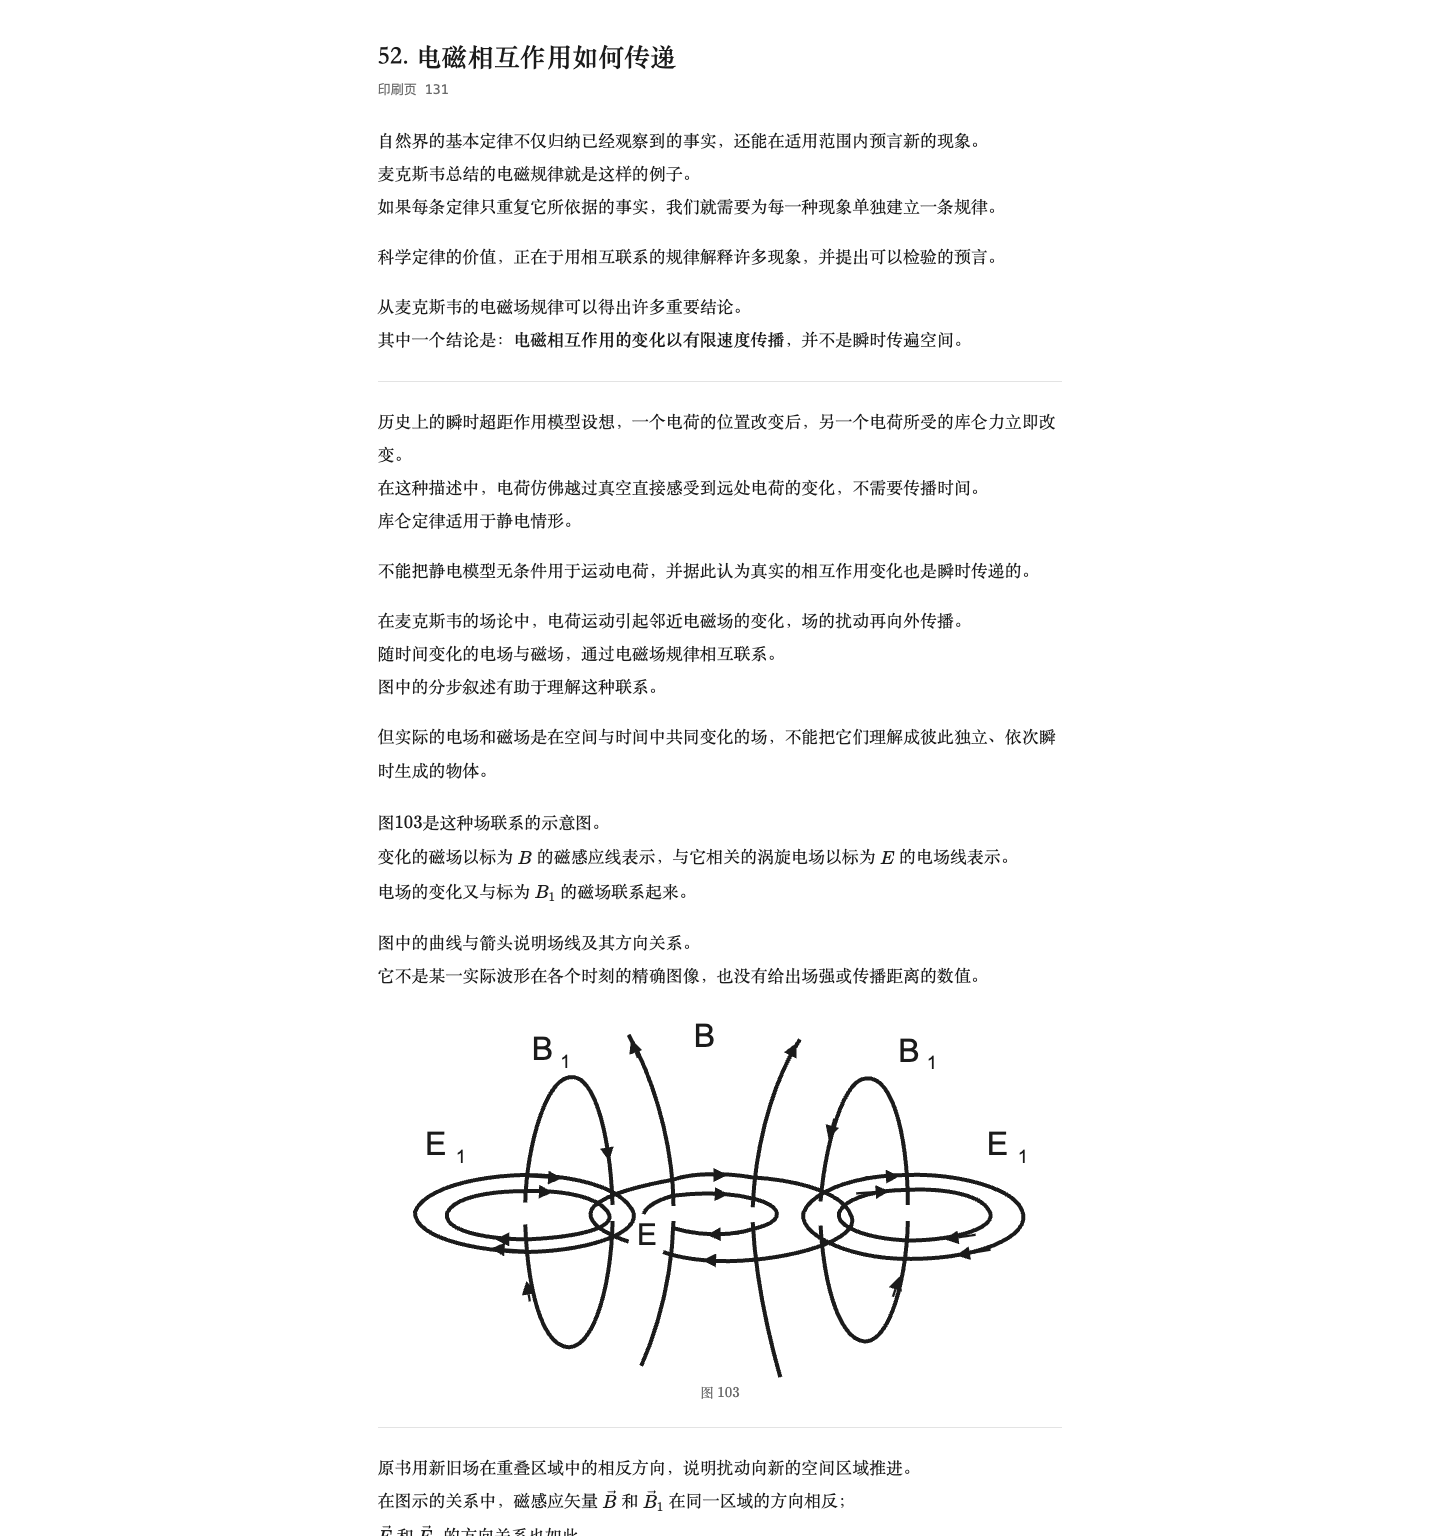 52. 电磁相互作用如何传递
印刷页 131
自然界的基本定律不仅归纳已经观察到的事实，还能在适用范围内预言新的现象。
麦克斯韦总结的电磁规律就是这样的例子。
如果每条定律只重复它所依据的事实，我们就需要为每一种现象单独建立一条规律。
科学定律的价值，正在于用相互联系的规律解释许多现象，并提出可以检验的预言。
从麦克斯韦的电磁场规律可以得出许多重要结论。
其中一个结论是：电磁相互作用的变化以有限速度传播，并不是瞬时传遍空间。
历史上的瞬时超距作用模型设想，一个电荷的位置改变后，另一个电荷所受的库仑力立即改
变。
在这种描述中，电荷仿佛越过真空直接感受到远处电荷的变化，不需要传播时间。
库仑定律适用于静电情形。
不能把静电模型无条件用于运动电荷，并据此认为真实的相互作用变化也是瞬时传递的。
在麦克斯韦的场论中，电荷运动引起邻近电磁场的变化，场的扰动再向外传播。
随时间变化的电场与磁场，通过电磁场规律相互联系。
图中的分步叙述有助于理解这种联系。
但实际的电场和磁场是在空间与时间中共同变化的场，不能把它们理解成彼此独立、依次瞬
时生成的物体。
图103是这种场联系的示意图。
变化的磁场以标为 B 的磁感应线表示，与它相关的涡旋电场以标为 E 的电场线表示。
电场的变化又与标为 B₁ 的磁场联系起来。
图中的曲线与箭头说明场线及其方向关系。
它不是某一实际波形在各个时刻的精确图像，也没有给出场强或传播距离的数值。
B₁
B
B₁
E₁
E₁
E
图 103
原书用新旧场在重叠区域中的相反方向，说明扰动向新的空间区域推进。
在图示的关系中，磁感应矢量 B⃗ 和 B⃗₁ 在同一区域的方向相反；
E⃗ 和 E⃗₁ 的方向关系也如此。